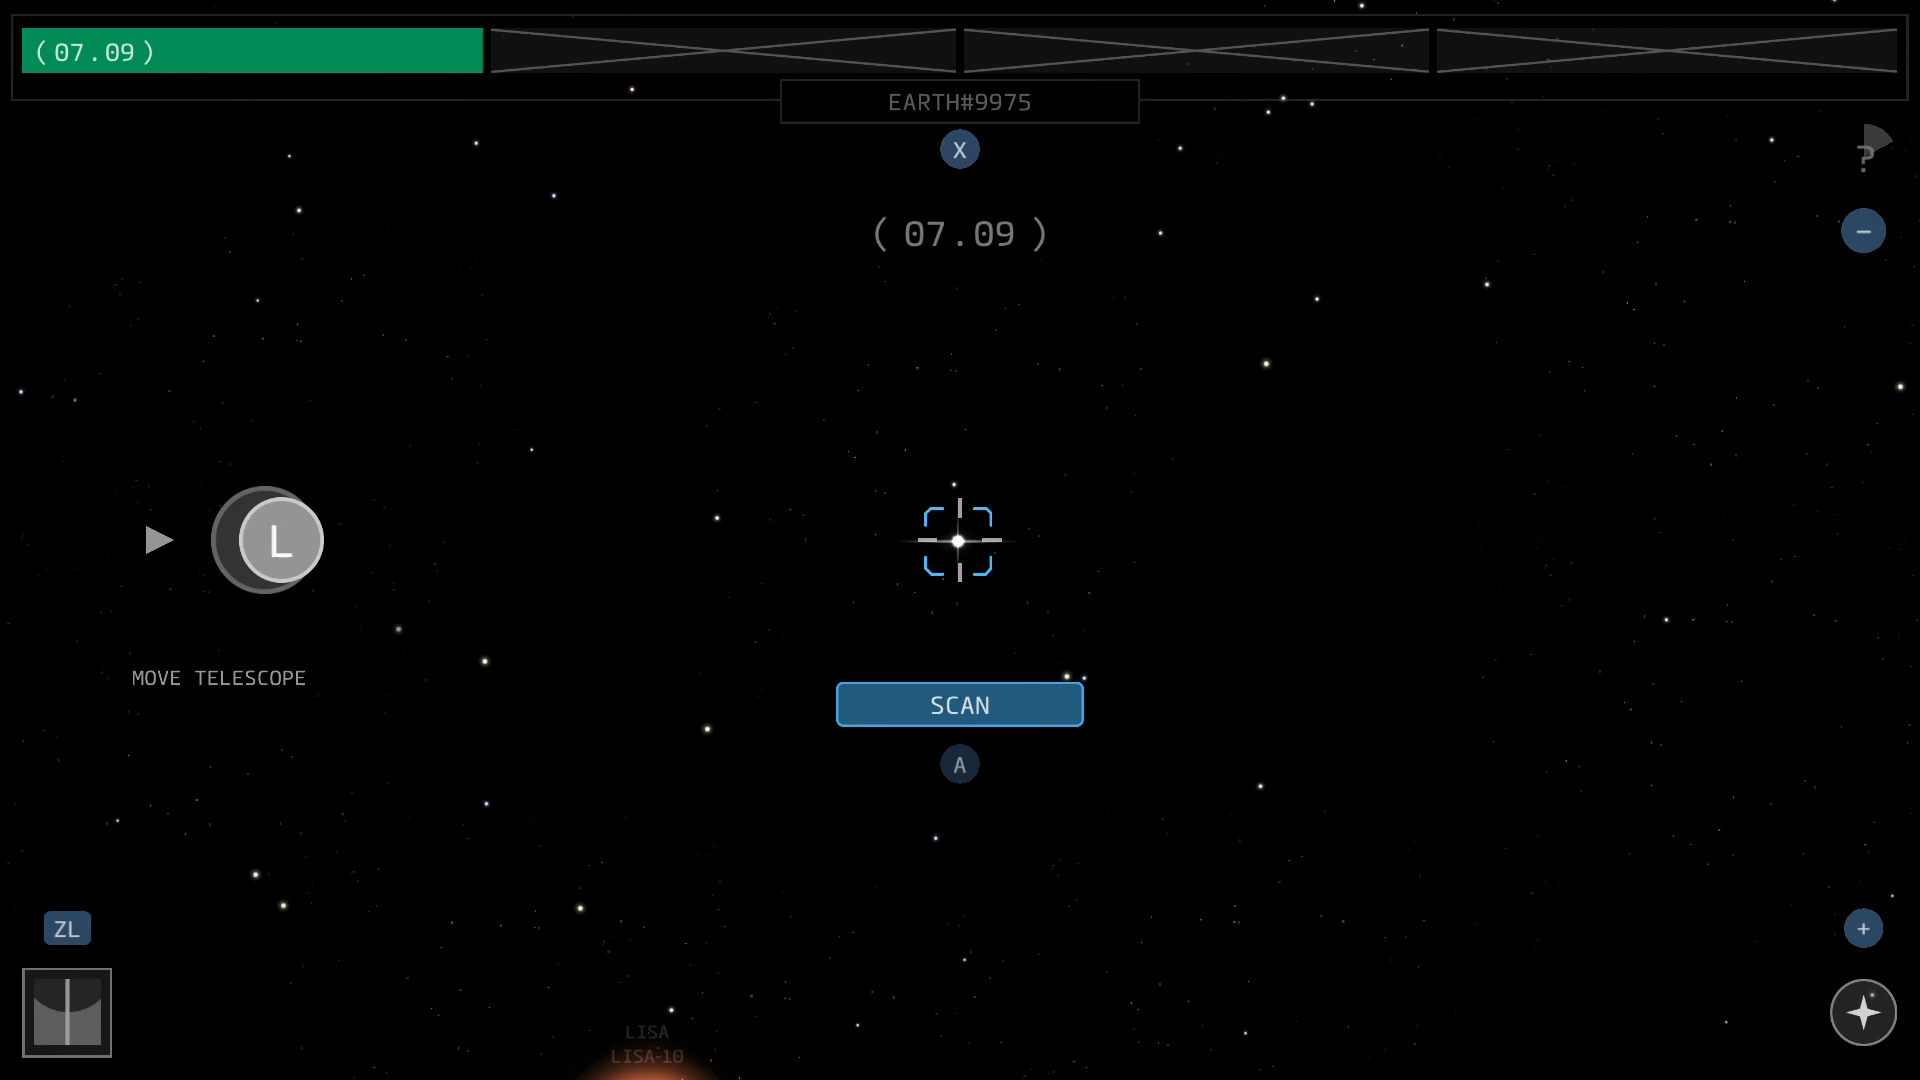 (07.09)
EARTH#9975
X
?
(07.09)
−
L
MOVE TELESCOPE
SCAN
A
ZL
+
LISA
LISA-10